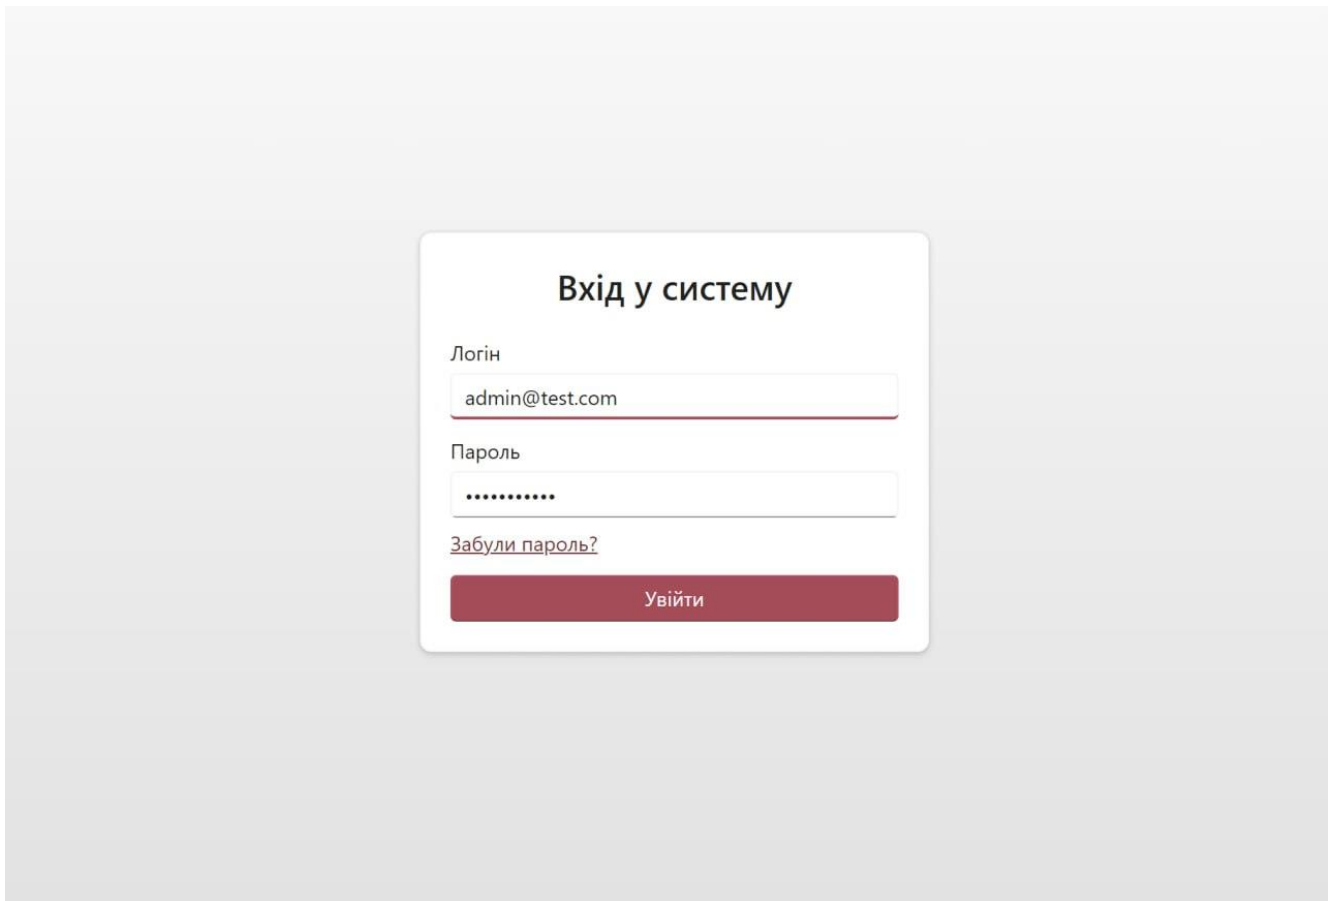 Вхід у систему
Логін
admin@test.com
Пароль
•••••••••••
Забули пароль?
Увійти